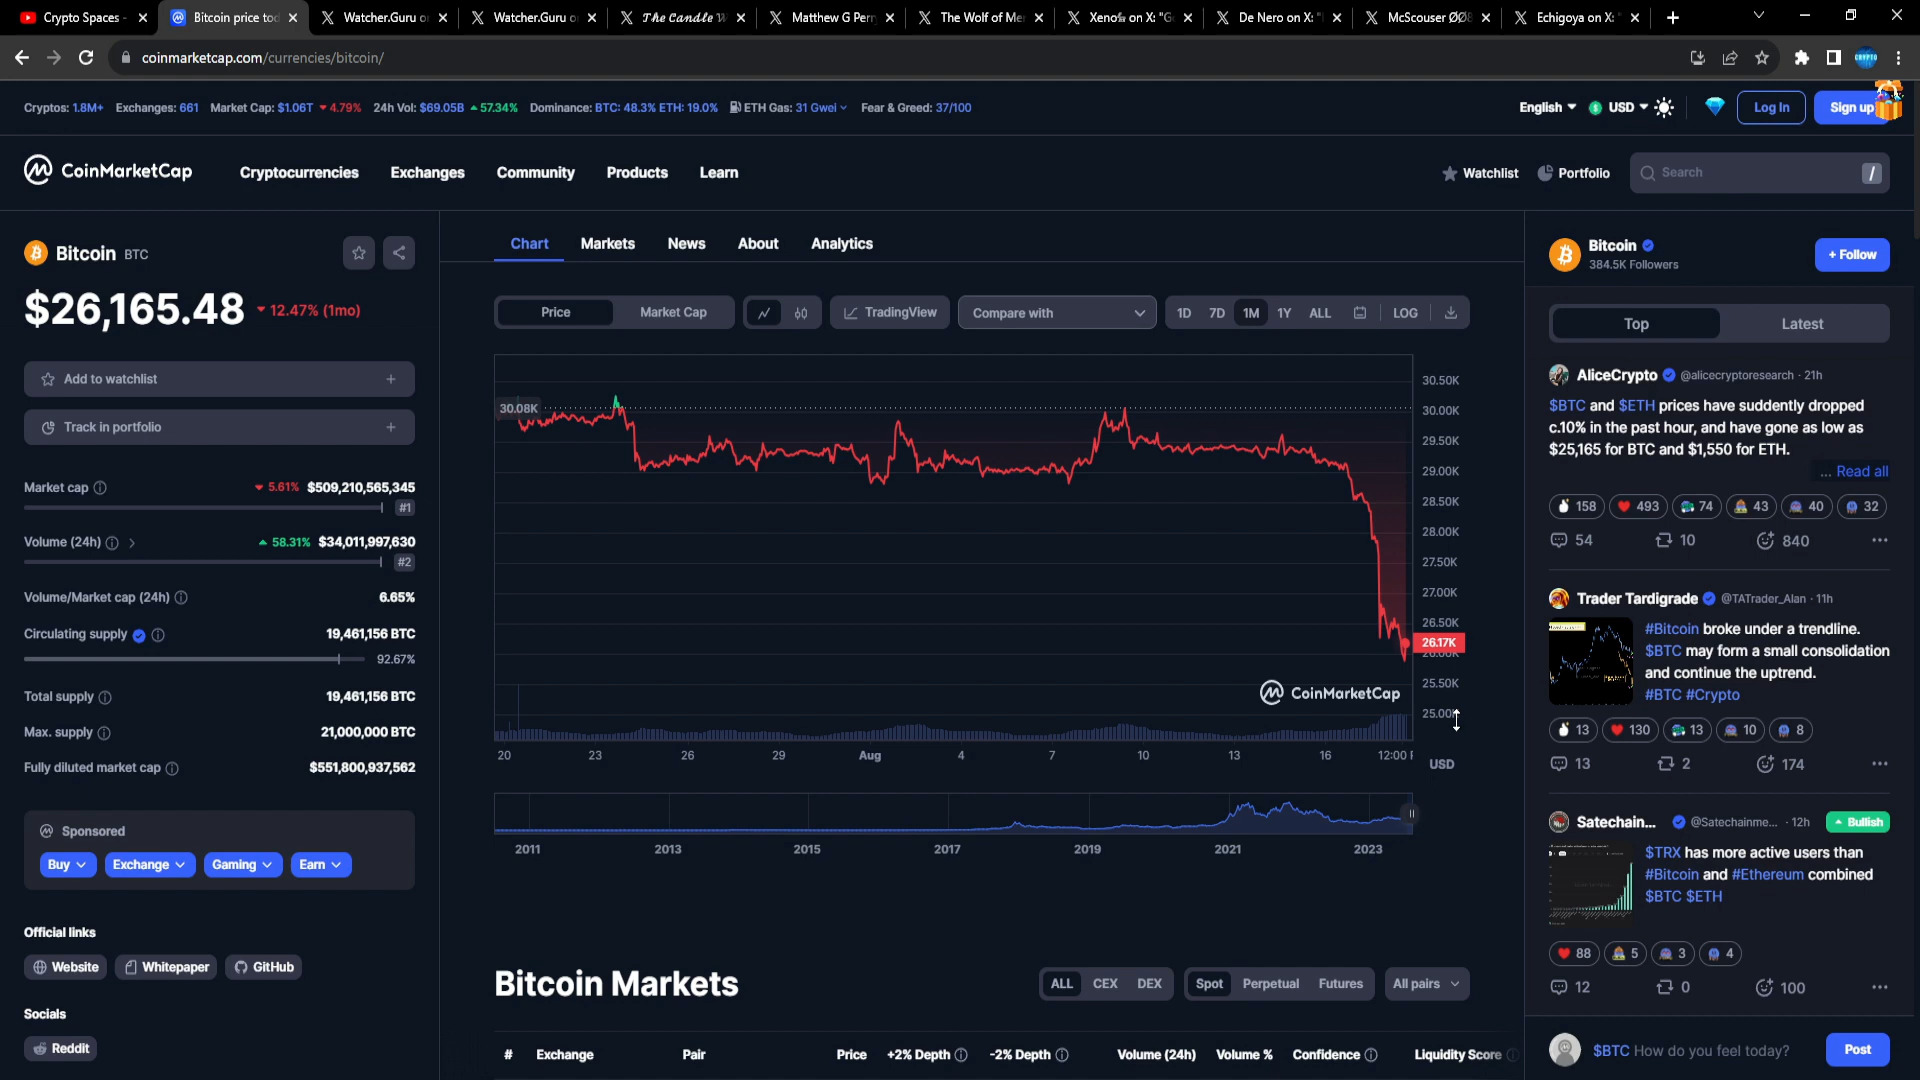 Crypto Spaces -
Bitcoin price tod
Watcher.Guru o
Watcher.Guru o
𝓣𝓱𝓮 𝓒𝓪𝓷𝓭𝓵𝓮 𝓦
Matthew G Perr
The Wolf of Me
on X: "G
De Nero on X: "
McScouser ØØ8
Echigoya on X: "
coinmarketcap.com/currencies/bitcoin/
Cryptos: 1.8M+ Exchanges: 661 Market Cap: $1.06T 4.79% 24h Vol: $69.05B 57.34% Dominance: BTC: 48.3% ETH: 19.0% ETH Gas: 31 Gwei Fear & Greed: 37/100
English USD Log In Sign up
CoinMarketCap Cryptocurrencies Exchanges Community Products Learn
Watchlist Portfolio Search /
Bitcoin BTC
$26,165.48 12.47% (1mo)
Add to watchlist +
Track in portfolio +
Market cap 5.61% $509,210,565,345
#1
Volume (24h) 58.31% $34,011,997,630
#2
Volume/Market cap (24h) 6.65%
Circulating supply 19,461,156 BTC
92.67%
Total supply 19,461,156 BTC
Max. supply 21,000,000 BTC
Fully diluted market cap $551,800,937,562
Sponsored
Buy Exchange Gaming Earn
Official links
Website Whitepaper GitHub
Socials
Reddit
Chart Markets News About Analytics
Price Market Cap TradingView Compare with 1D 7D 1M 1Y ALL LOG
30.08K
30.50K
30.00K
29.50K
29.00K
28.50K
28.00K
27.50K
27.00K
26.50K
26.17K
26.00K
25.50K
25.00K
CoinMarketCap
20 23 26 29 Aug 4 7 10 13 16 12:00
USD
2011 2013 2015 2017 2019 2021 2023
Bitcoin Markets
ALL CEX DEX Spot Perpetual Futures All pairs
# Exchange Pair Price +2% Depth -2% Depth Volume (24h) Volume % Confidence Liquidity Score
Bitcoin
384.5K Followers
+ Follow
Top Latest
AliceCrypto @alicecryptoresearch · 21h
$BTC and $ETH prices have suddently dropped
c.10% in the past hour, and have gone as low as
$25,165 for BTC and $1,550 for ETH.
... Read all
158 493 74 43 40 32
54 10 840
Trader Tardigrade @TATrader_Alan · 11h
#Bitcoin broke under a trendline.
$BTC may form a small consolidation
and continue the uptrend.
#BTC #Crypto
13 130 13 10 8
13 2 174
Satechain... @Satechainme... · 12h Bullish
$TRX has more active users than
#Bitcoin and #Ethereum combined
$BTC $ETH
88 5 3 4
12 0 100
$BTC How do you feel today? Post